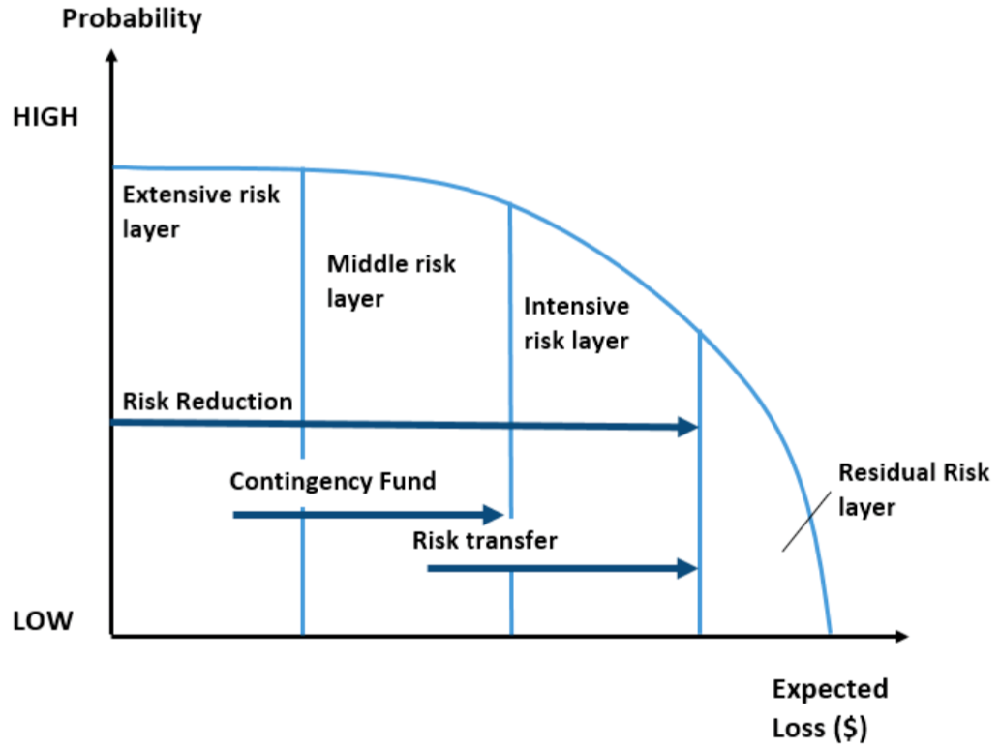 Probability
HIGH
Extensive risk
layer
Middle risk
layer
Intensive
risk layer
Risk Reduction
Contingency Fund
Residual Risk
layer
Risk transfer
LOW
Expected
Loss ($)